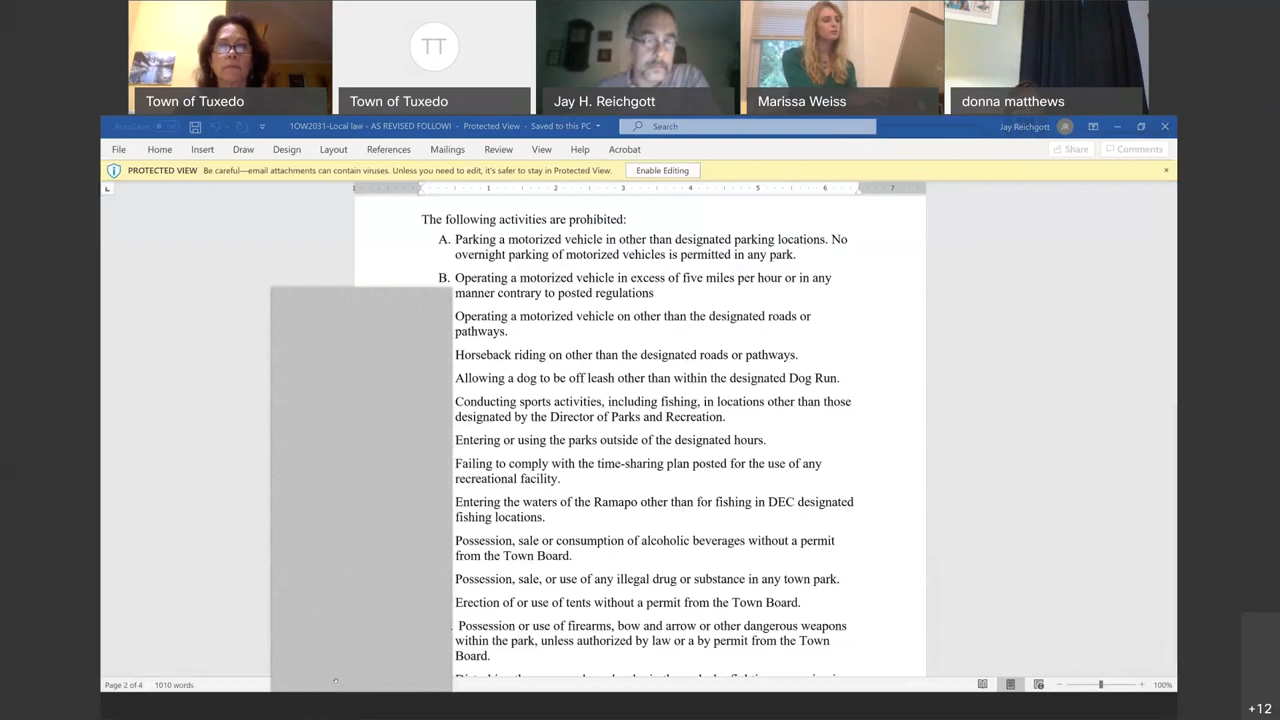 TT
Town of Tuxedo
Town of Tuxedo
Jay H. Reichgott
Marissa Weiss
donna matthews
AutoSave
1OW2031-Local law - AS REVISED FOLLOWI - Protected View - Saved to this PC
Search
Jay Reichgott
JR
File Home Insert Draw Design Layout References Mailings Review View Help Acrobat
Share
Comments
PROTECTED VIEW Be careful—email attachments can contain viruses. Unless you need to edit, it's safer to stay in Protected View.
Enable Editing
1 1 2 3 4 5 6 7
The following activities are prohibited:
A. Parking a motorized vehicle in other than designated parking locations. No
overnight parking of motorized vehicles is permitted in any park.
B. Operating a motorized vehicle in excess of five miles per hour or in any
manner contrary to posted regulations
Operating a motorized vehicle on other than the designated roads or
pathways.
Horseback riding on other than the designated roads or pathways.
Allowing a dog to be off leash other than within the designated Dog Run.
Conducting sports activities, including fishing, in locations other than those
designated by the Director of Parks and Recreation.
Entering or using the parks outside of the designated hours.
Failing to comply with the time-sharing plan posted for the use of any
recreational facility.
Entering the waters of the Ramapo other than for fishing in DEC designated
fishing locations.
Possession, sale or consumption of alcoholic beverages without a permit
from the Town Board.
Possession, sale, or use of any illegal drug or substance in any town park.
Erection of or use of tents without a permit from the Town Board.
. Possession or use of firearms, bow and arrow or other dangerous weapons
within the park, unless authorized by law or a by permit from the Town
Board.
Page 2 of 4 1010 words
100%
+12